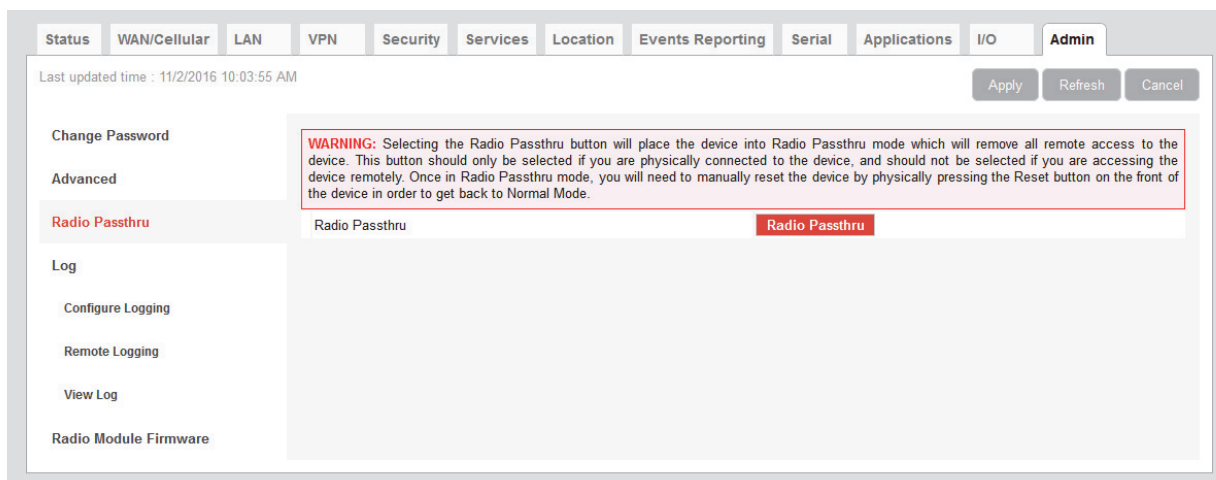 Status WAN/Cellular LAN VPN Security Services Location Events Reporting Serial Applications I/O Admin
Last updated time : 11/2/2016 10:03:55 AM
Apply Refresh Cancel
Change Password
Advanced
Radio Passthru
Log
Configure Logging
Remote Logging
View Log
Radio Module Firmware
WARNING: Selecting the Radio Passthru button will place the device into Radio Passthru mode which will remove all remote access to the
device. This button should only be selected if you are physically connected to the device, and should not be selected if you are accessing the
device remotely. Once in Radio Passthru mode, you will need to manually reset the device by physically pressing the Reset button on the front of
the device in order to get back to Normal Mode.
Radio Passthru Radio Passthru